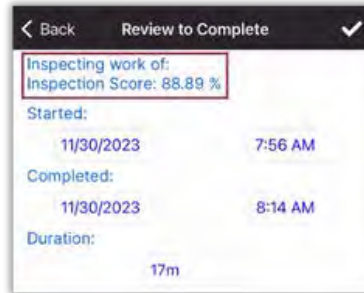 Back Review to Complete
Inspecting work of:
Inspection Score: 88.89 %
Started:
11/30/2023 7:56 AM
Completed:
11/30/2023 8:14 AM
Duration:
17m